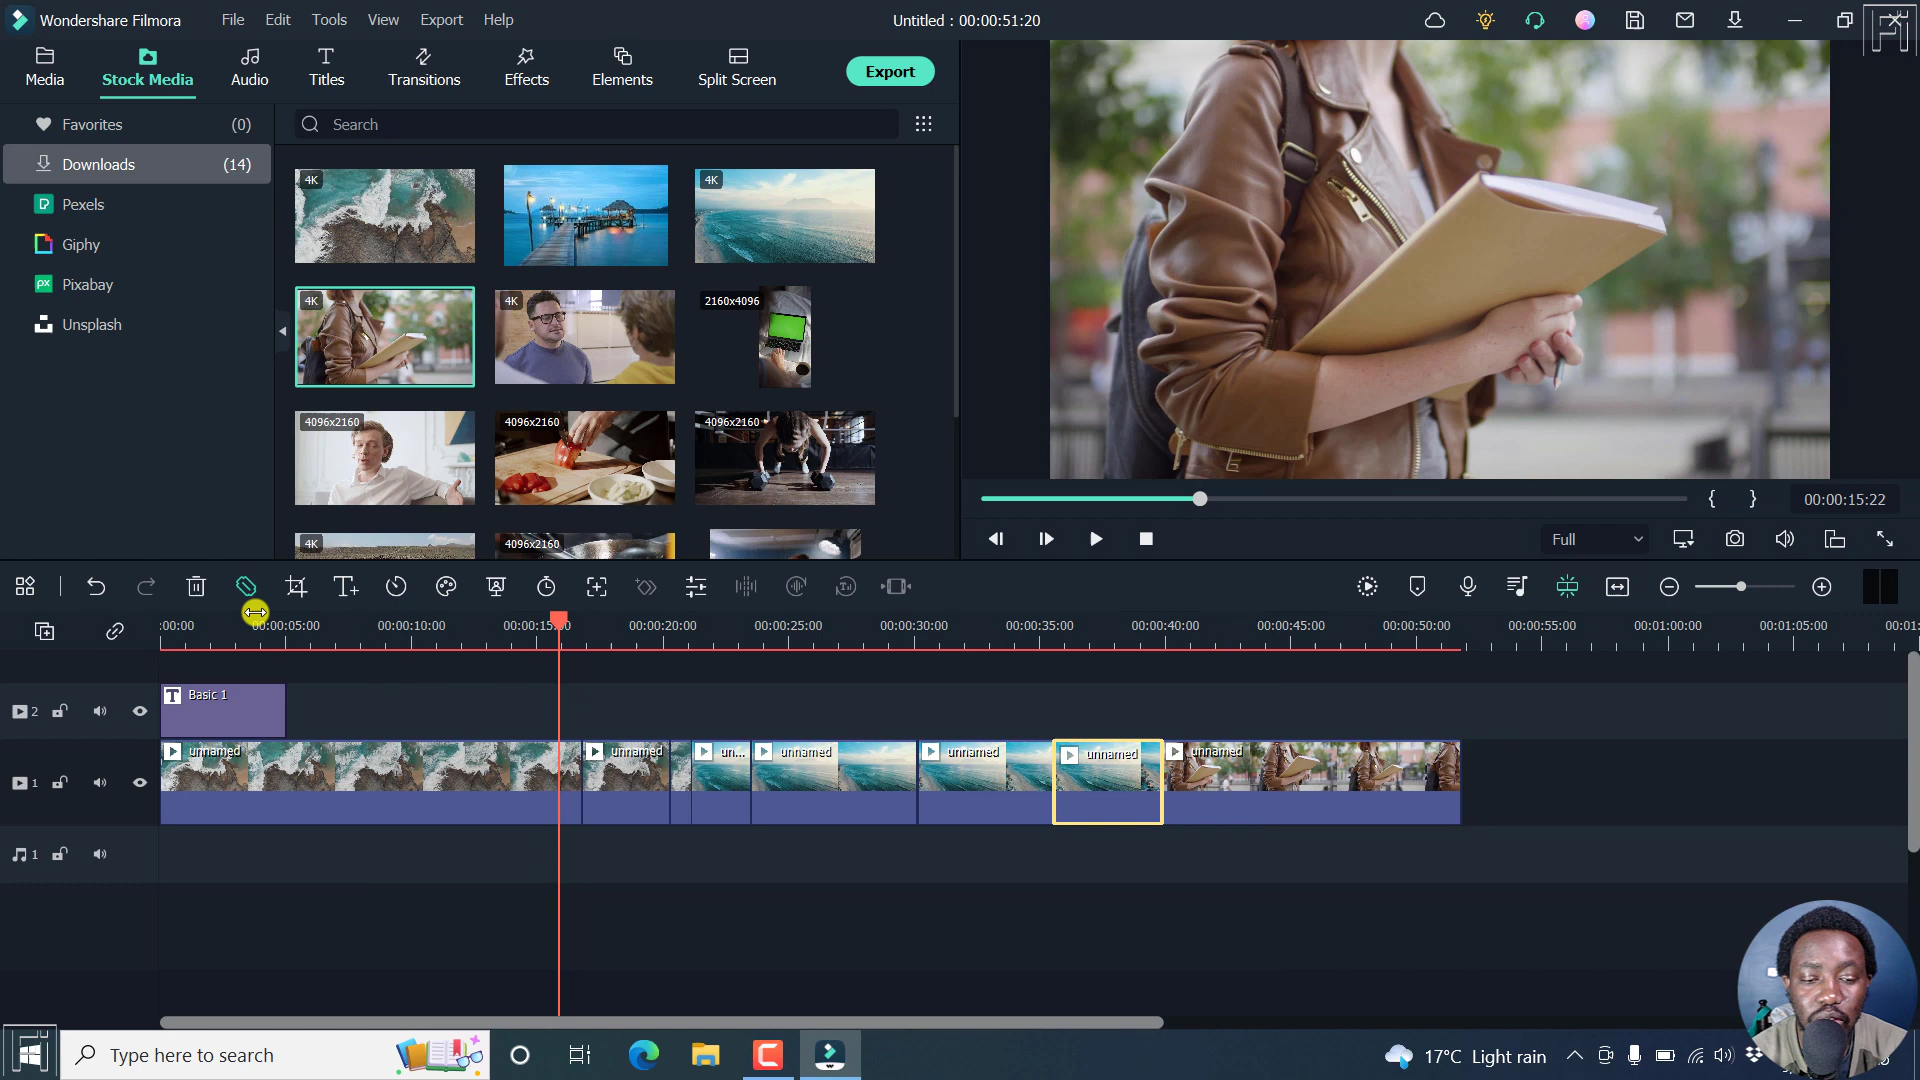 Wondershare Filmora
File
Edit
Tools
View
Export
Help
Untitled : 00:00:51:20
Media
Stock Media
Audio
Titles
Transitions
Effects
Elements
Split Screen
Export
Favorites (0)
Downloads (14)
Pexels
Giphy
Pixabay
Unsplash
Search
4K
4K
4K
4K
2160x4096
4096x2160
4096x2160
4096x2160
4K
4096x2160
{ } 00:00:15:22
Full
:00:00
00:00:05:00
00:00:10:00
00:00:15:00
00:00:20:00
00:00:25:00
00:00:30:00
00:00:35:00
00:00:40:00
00:00:45:00
00:00:50:00
00:00:55:00
00:01:00:00
00:01:05:00
00:01:
2
Basic 1
1
unnamed
unnamed
un...
unnamed
unnamed
unnamed
unnamed
1
Type here to search
17°C Light rain